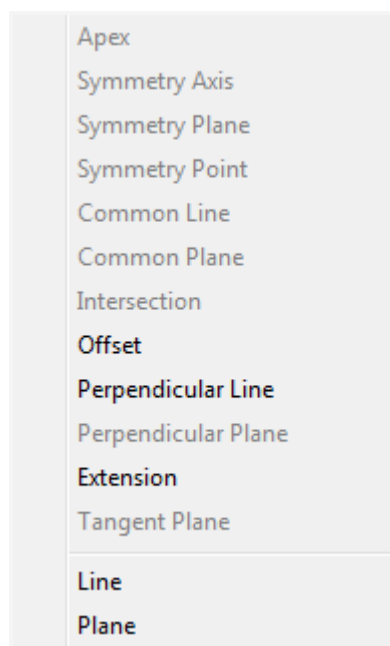 Apex
Symmetry Axis
Symmetry Plane
Symmetry Point
Common Line
Common Plane
Intersection
Offset
Perpendicular Line
Perpendicular Plane
Extension
Tangent Plane
Line
Plane